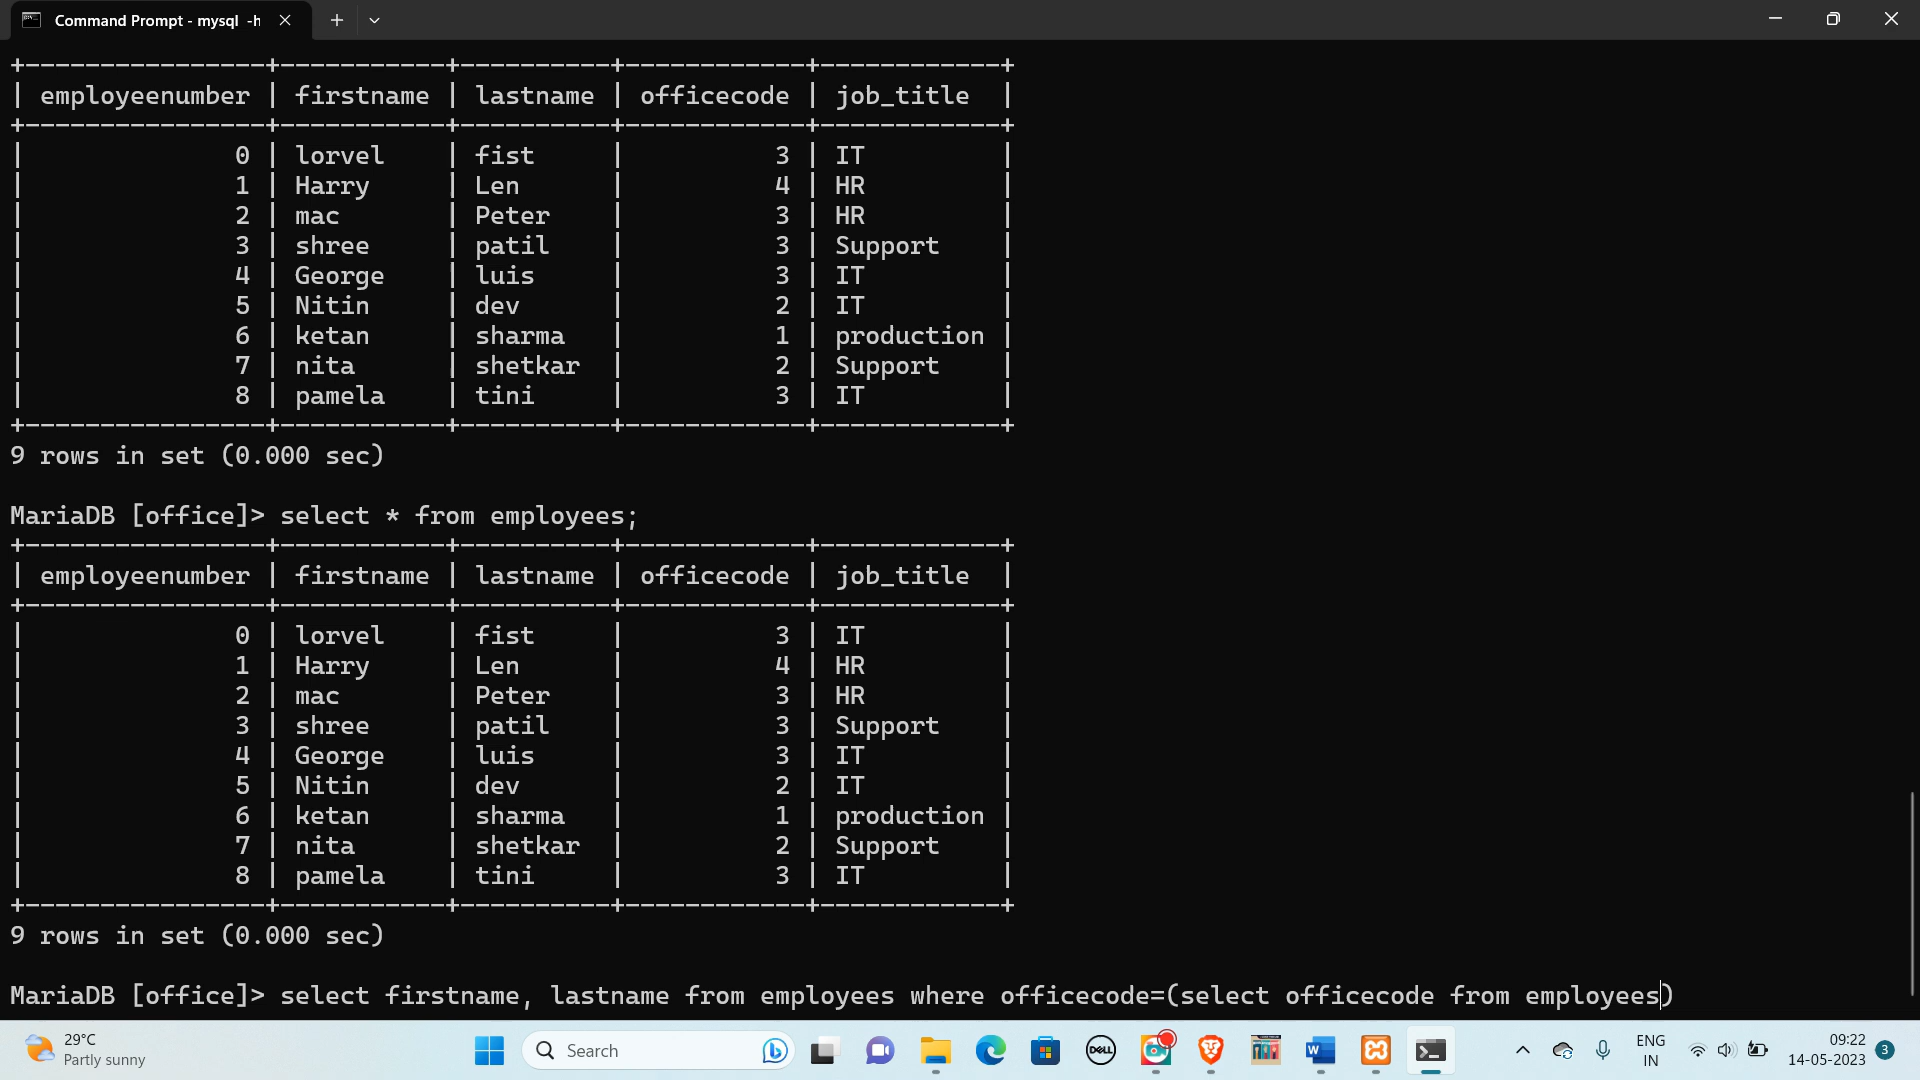 Command Prompt - mysql -h
+----------------+-----------+----------+------------+------------+
| employeenumber | firstname | lastname | officecode | job_title  |
+----------------+-----------+----------+------------+------------+
|              0 | lorvel    | fist     |          3 | IT         |
|              1 | Harry     | Len      |          4 | HR         |
|              2 | mac       | Peter    |          3 | HR         |
|              3 | shree     | patil    |          3 | Support    |
|              4 | George    | luis     |          3 | IT         |
|              5 | Nitin     | dev      |          2 | IT         |
|              6 | ketan     | sharma   |          1 | production |
|              7 | nita      | shetkar  |          2 | Support    |
|              8 | pamela    | tini     |          3 | IT         |
+----------------+-----------+----------+------------+------------+
9 rows in set (0.000 sec)
MariaDB [office]> select * from employees;
+----------------+-----------+----------+------------+------------+
| employeenumber | firstname | lastname | officecode | job_title  |
+----------------+-----------+----------+------------+------------+
|              0 | lorvel    | fist     |          3 | IT         |
|              1 | Harry     | Len      |          4 | HR         |
|              2 | mac       | Peter    |          3 | HR         |
|              3 | shree     | patil    |          3 | Support    |
|              4 | George    | luis     |          3 | IT         |
|              5 | Nitin     | dev      |          2 | IT         |
|              6 | ketan     | sharma   |          1 | production |
|              7 | nita      | shetkar  |          2 | Support    |
|              8 | pamela    | tini     |          3 | IT         |
+----------------+-----------+----------+------------+------------+
9 rows in set (0.000 sec)
MariaDB [office]> select firstname, lastname from employees where officecode=(select officecode from employees)
29°C
Partly sunny
Search
DELL
W
ENG
IN
09:22
14-05-2023
3